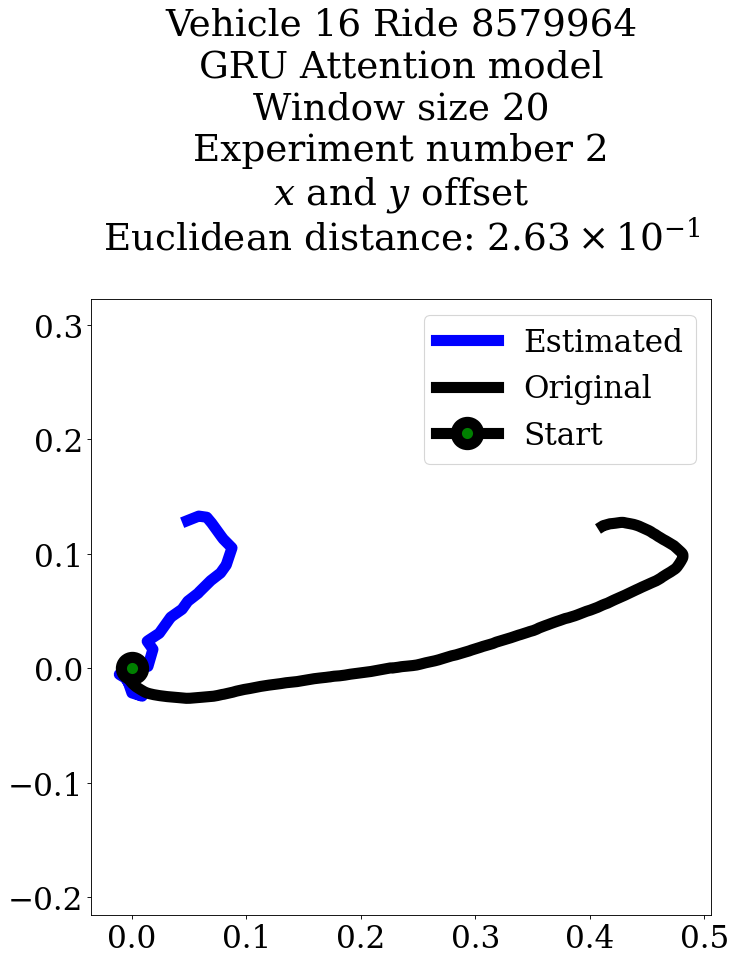 Vehicle 16 Ride 8579964
GRU Attention model
Window size 20
Experiment number 2
x and y offset
Euclidean distance: 2.63 × 10⁻¹
Estimated
Original
Start
0.3
0.2
0.1
0.0
−0.1
−0.2
0.0 0.1 0.2 0.3 0.4 0.5